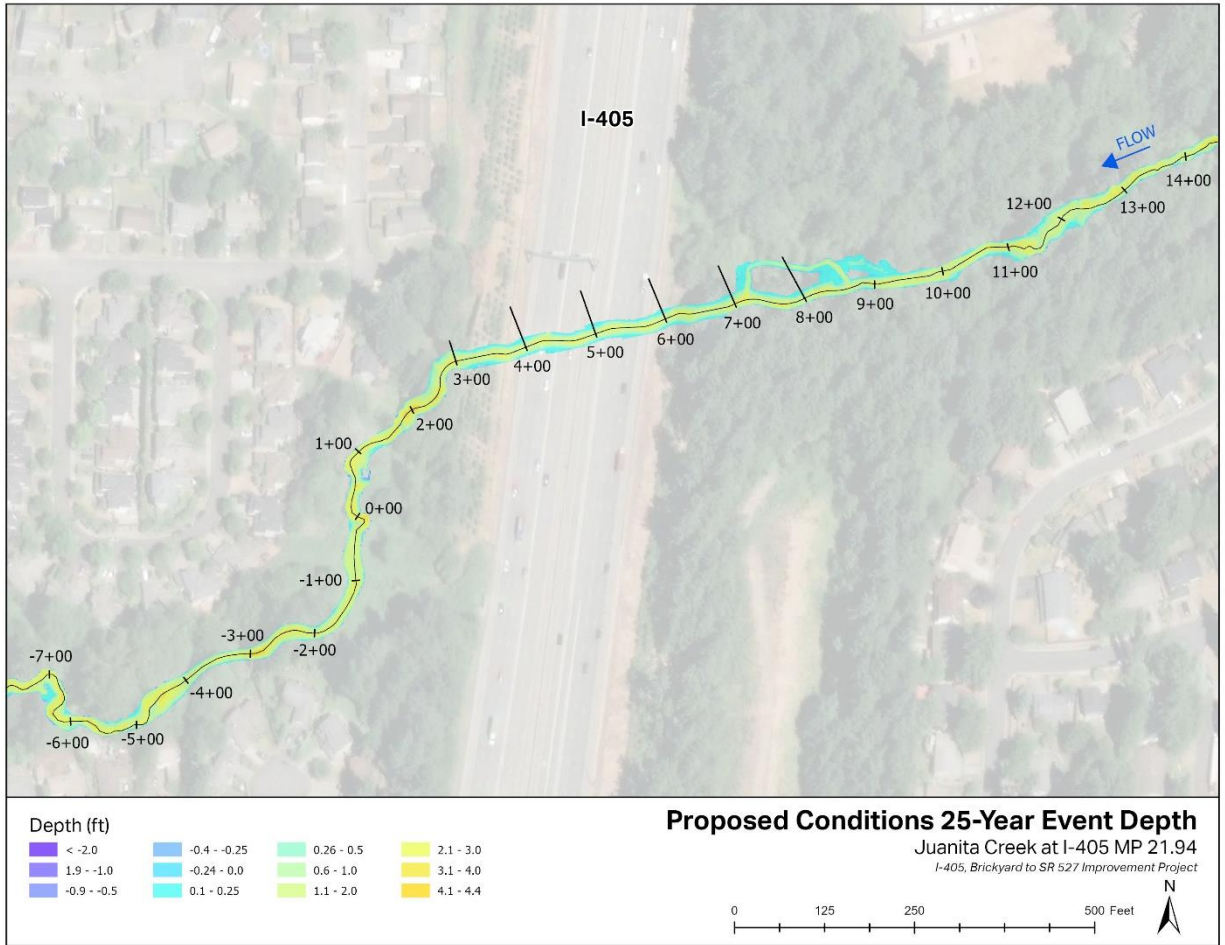 I-405
FLOW
14+00
13+00
12+00
11+00
10+00
9+00
8+00
7+00
6+00
5+00
4+00
3+00
2+00
1+00
0+00
-1+00
-2+00
-3+00
-4+00
-5+00
-6+00
-7+00
Depth (ft)
< -2.0
1.9 - -1.0
-0.9 - -0.5
-0.4 - -0.25
-0.24 - 0.0
0.1 - 0.25
0.26 - 0.5
0.6 - 1.0
1.1 - 2.0
2.1 - 3.0
3.1 - 4.0
4.1 - 4.4
Proposed Conditions 25-Year Event Depth
Juanita Creek at I-405 MP 21.94
I-405, Brickyard to SR 527 Improvement Project
N
0 125 250 500 Feet